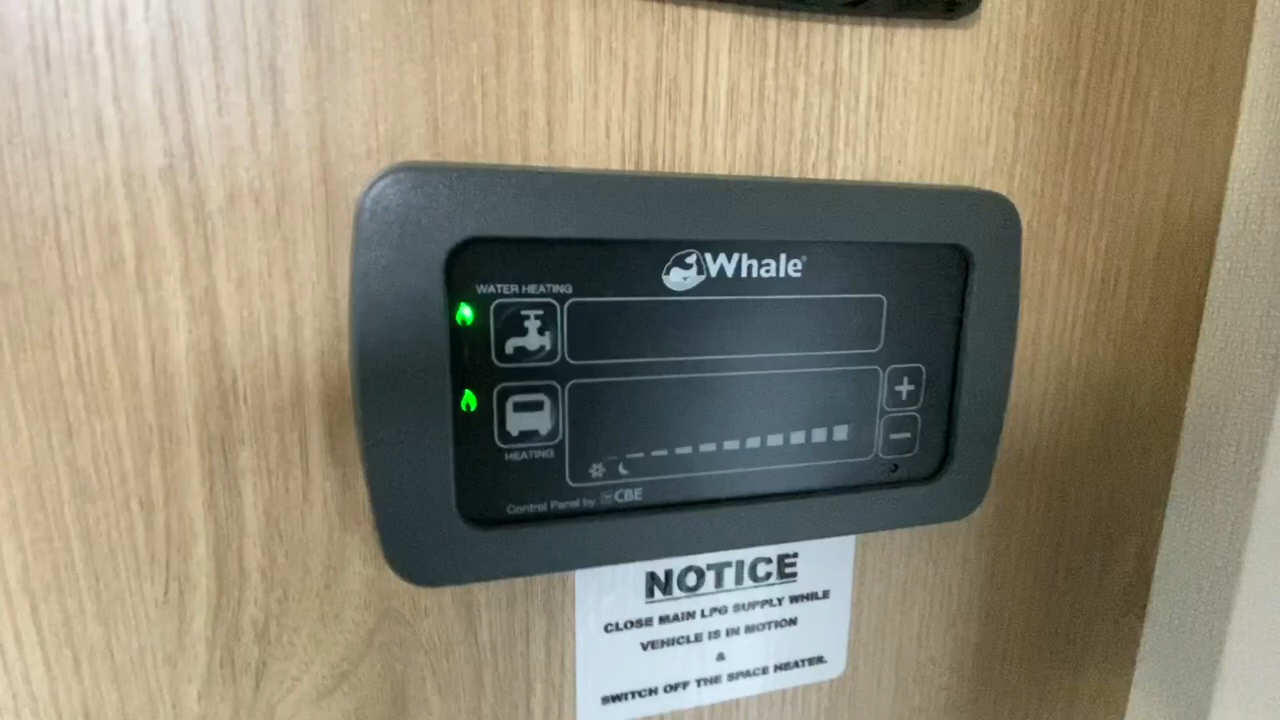 Whale®
WATER HEATING
+
−
HEATING
Control Panel by CBE
NOTICE
CLOSE MAIN LPG SUPPLY WHILE
VEHICLE IS IN MOTION
&
SWITCH OFF THE SPACE HEATER.